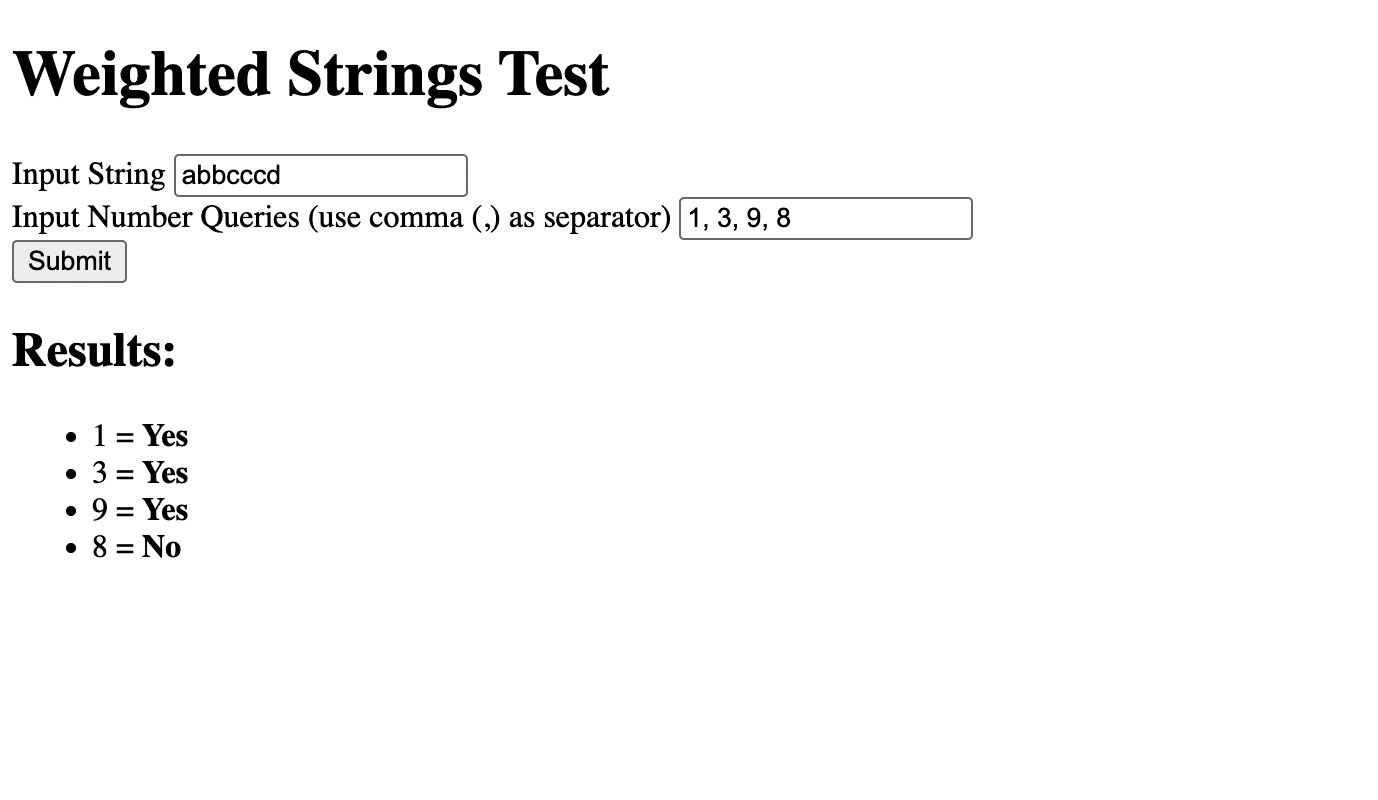 Weighted Strings Test
Input String abbcccd
Input Number Queries (use comma (,) as separator) 1, 3, 9, 8
Submit
Results:
• 1 = Yes
• 3 = Yes
• 9 = Yes
• 8 = No